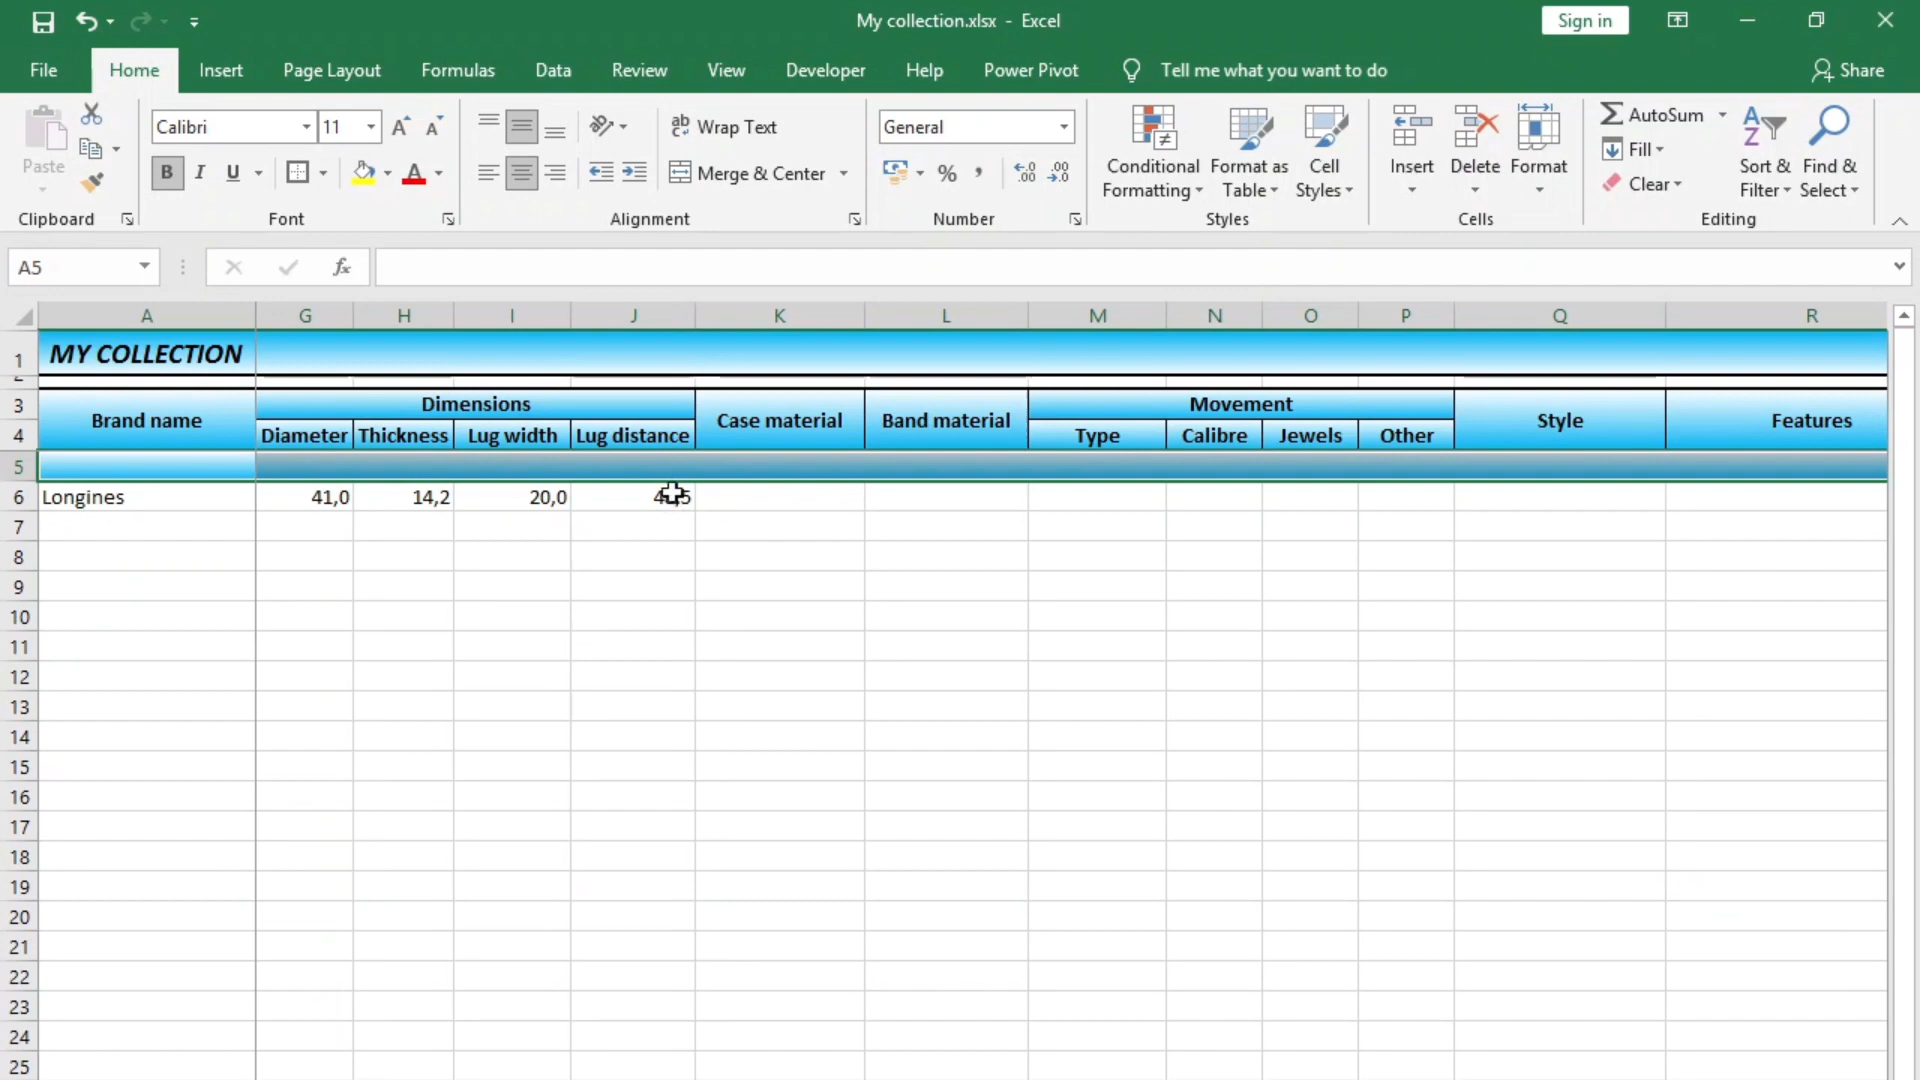 My collection.xlsx - Excel
Sign in
File Home Insert Page Layout Formulas Data Review View Developer Help Power Pivot Tell me what you want to do Share
Calibri 11 ab Wrap Text General AutoSum
Paste Merge & Center % , Conditional Formatting Format as Table Cell Styles Insert Delete Format Fill Clear Sort & Filter Find & Select
Clipboard Font Alignment Number Styles Cells Editing
A5 fx
A G H I J K L M N O P Q R
1 MY COLLECTION
2
3 Brand name Dimensions Case material Band material Movement Style Features
4 Diameter Thickness Lug width Lug distance Type Calibre Jewels Other
5
6 Longines 41,0 14,2 20,0
7
8
9
10
11
12
13
14
15
16
17
18
19
20
21
22
23
24
25